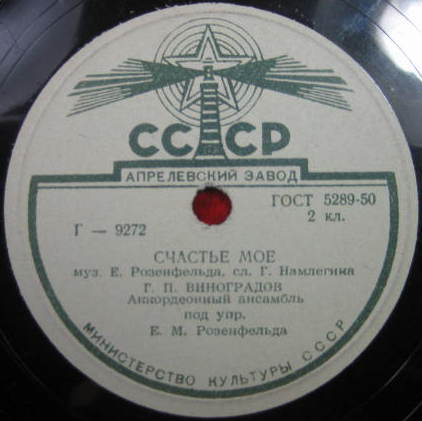 СССР
АПРЕЛЕВСКИЙ ЗАВОД
ГОСТ 5289-50
2 кл.
Г — 9272
СЧАСТЬЕ МОЕ
муз. Е. Розенфельда, сл. Г. Намлегина
Г. П. ВИНОГРАДОВ
Аккордеонный ансамбль
под упр.
Е. М. Розенфельда
МИНИСТЕРСТВО КУЛЬТУРЫ СССР